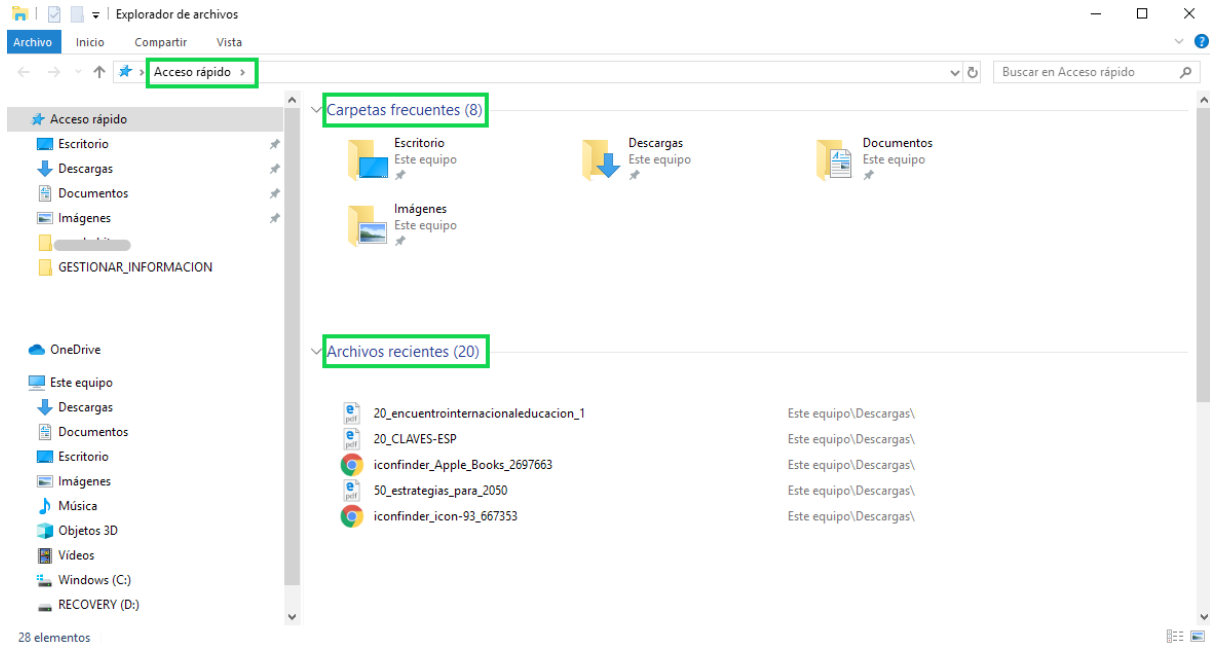 Explorador de archivos
Archivo Inicio Compartir Vista
Acceso rápido
Buscar en Acceso rápido
Acceso rápido
Escritorio
Descargas
Documentos
Imágenes
GESTIONAR_INFORMACION
OneDrive
Este equipo
Descargas
Documentos
Escritorio
Imágenes
Música
Objetos 3D
Vídeos
Windows (C:)
RECOVERY (D:)
Carpetas frecuentes (8)
Escritorio
Este equipo
Descargas
Este equipo
Documentos
Este equipo
Imágenes
Este equipo
Archivos recientes (20)
20_encuentrointernacionaleducacion_1 Este equipo\Descargas\
20_CLAVES-ESP Este equipo\Descargas\
iconfinder_Apple_Books_2697663 Este equipo\Descargas\
50_estrategias_para_2050 Este equipo\Descargas\
iconfinder_icon-93_667353 Este equipo\Descargas\
28 elementos